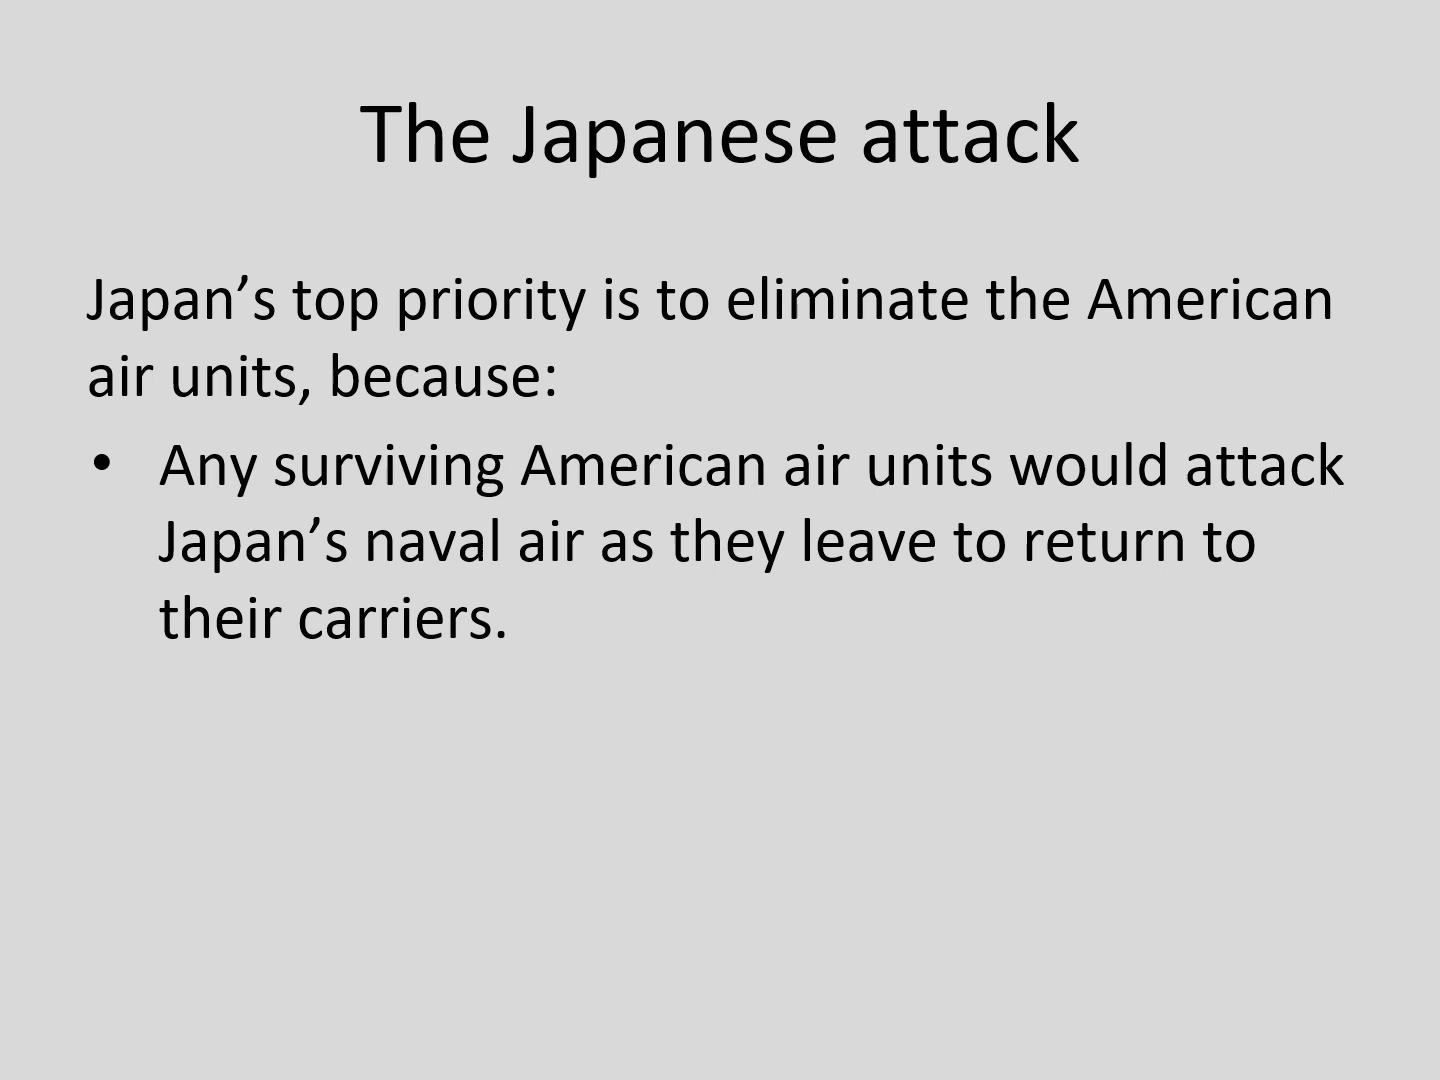 The Japanese attack
Japan’s top priority is to eliminate the American
air units, because:
• Any surviving American air units would attack
Japan’s naval air as they leave to return to
their carriers.